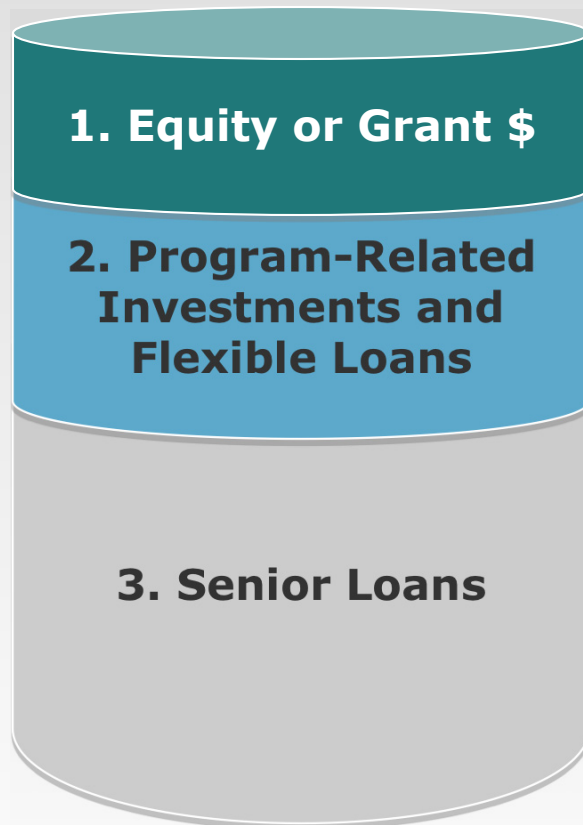 1. Equity or Grant $
2. Program-Related
Investments and
Flexible Loans
3. Senior Loans